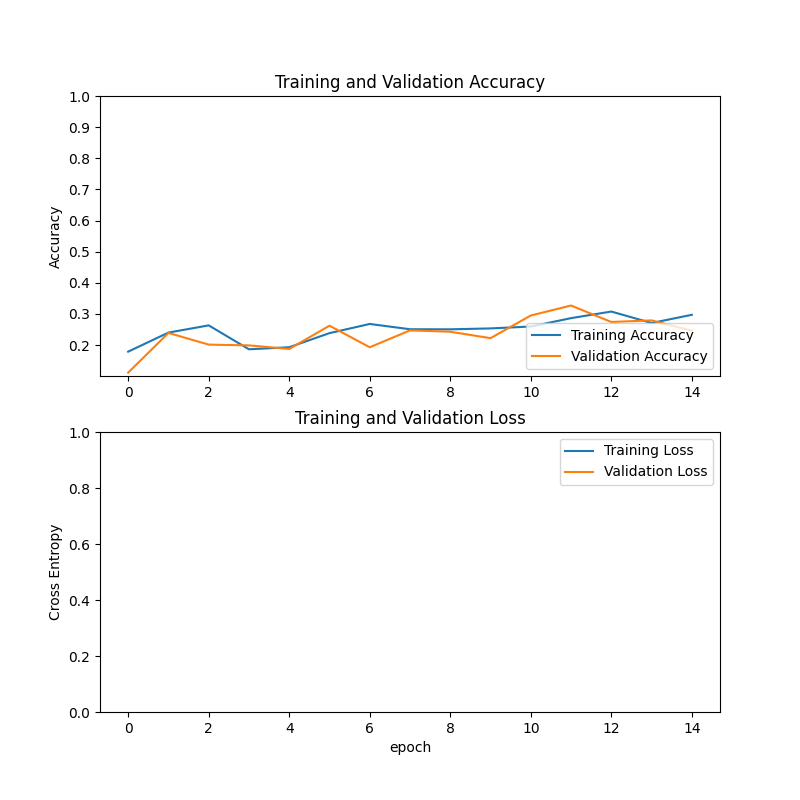 Training and Validation Accuracy
1.0
0.9
0.8
0.7
0.6
0.5
0.4
0.3
0.2
Accuracy
Training Accuracy
Validation Accuracy
0 2 4 6 8 10 12 14
Training and Validation Loss
1.0
0.8
0.6
0.4
0.2
0.0
Cross Entropy
Training Loss
Validation Loss
0 2 4 6 8 10 12 14
epoch